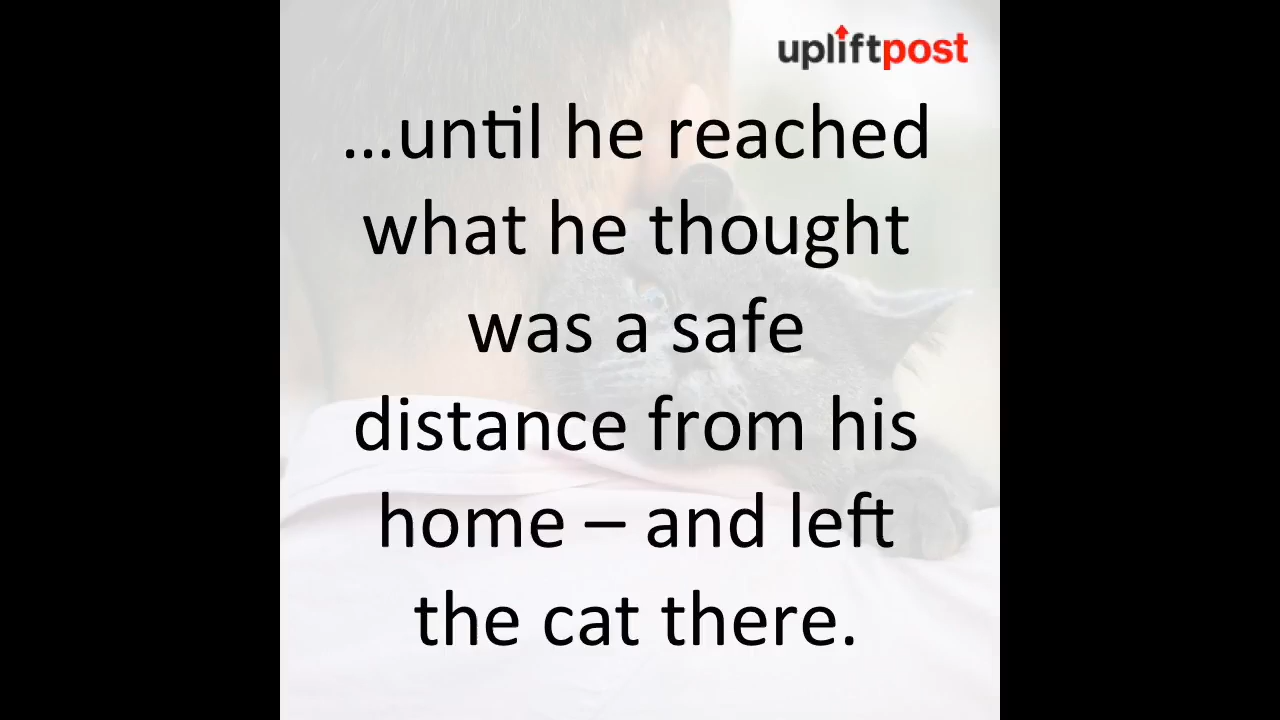 upliftpost
...until he reached
what he thought
was a safe
distance from his
home – and left
the cat there.